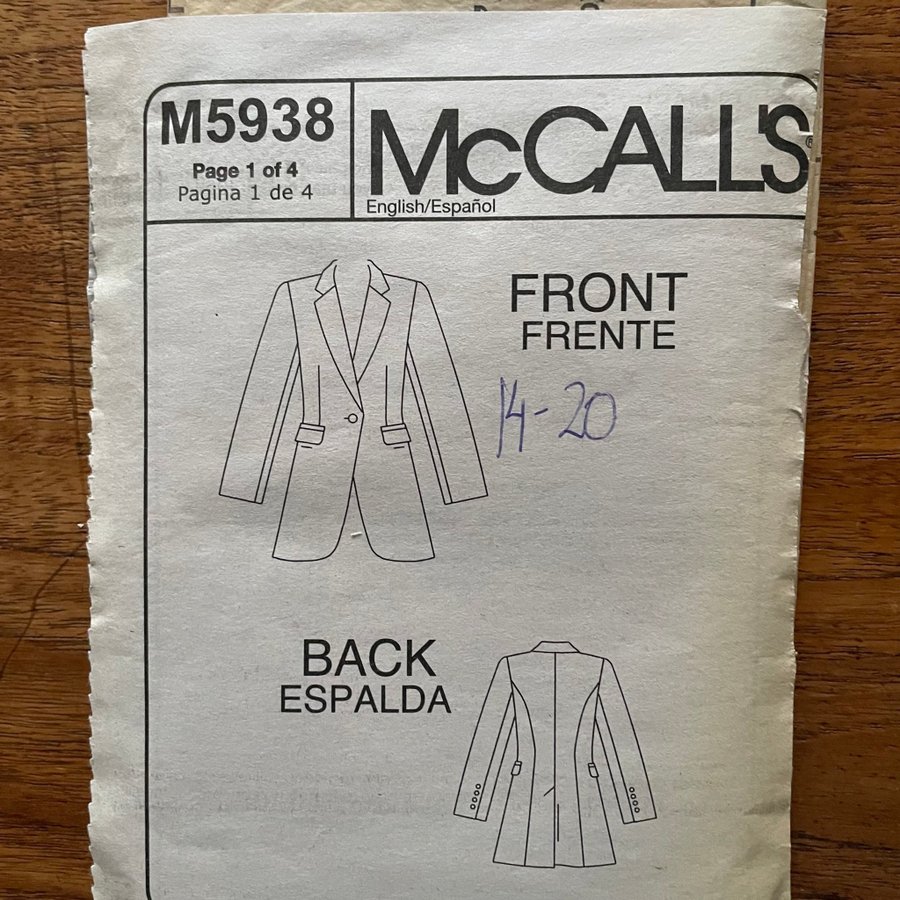 M5938
Page 1 of 4
Pagina 1 de 4
McCALL'S®
English/Español
FRONT
FRENTE
14-20
BACK
ESPALDA